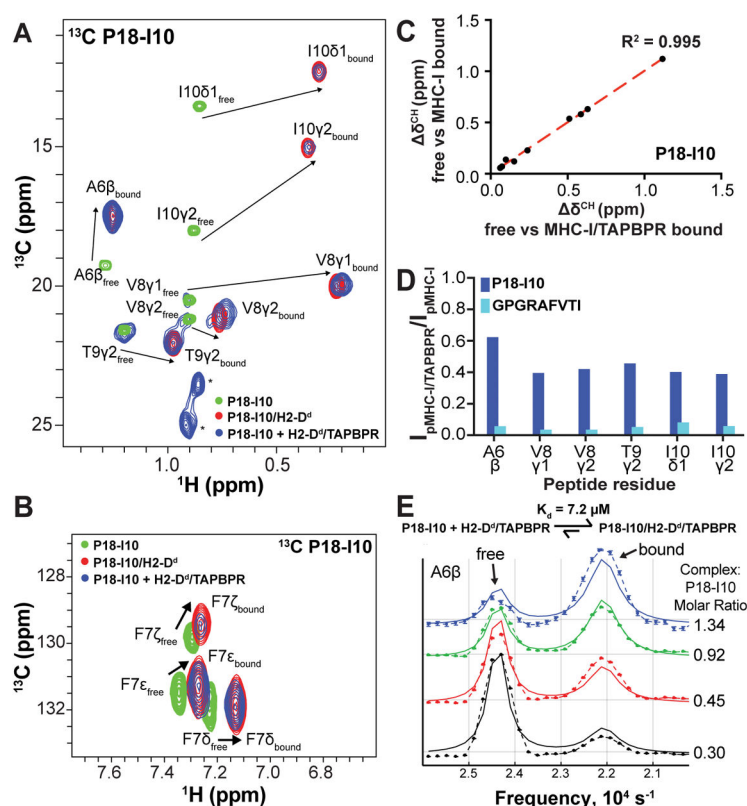 A
¹³C P18-I10
I10δ1bound
I10δ1free
I10γ2bound
I10γ2free
A6βbound
A6βfree
V8γ1bound
V8γ1free
V8γ2free
V8γ2bound
T9γ2free
T9γ2bound
*
*
P18-I10
P18-I10/H2-Dᵈ
P18-I10 + H2-Dᵈ/TAPBPR
15
20
25
¹³C (ppm)
1.0 0.6 0.2
¹H (ppm)
B
P18-I10
P18-I10/H2-Dᵈ
P18-I10 + H2-Dᵈ/TAPBPR
¹³C P18-I10
F7ζbound
F7ζfree
F7εbound
F7εfree
F7δfree
F7δbound
128
130
132
¹³C (ppm)
7.6 7.4 7.2 7.0 6.8
¹H (ppm)
C
R² = 0.995
P18-I10
1.5
1.0
0.5
0.0
Δδᶜᴴ (ppm)
free vs MHC-I bound
0.0 0.5 1.0 1.5
Δδᶜᴴ (ppm)
free vs MHC-I/TAPBPR bound
D
P18-I10
GPGRAFVTI
1.0
0.8
0.6
0.4
0.2
0.0
IpMHC-I/TAPBPR/IpMHC-I
A6 V8 V8 T9 I10 I10
β γ1 γ2 γ2 δ1 γ2
Peptide residue
E
Kd = 7.2 µM
P18-I10 + H2-Dᵈ/TAPBPR P18-I10/H2-Dᵈ/TAPBPR
free
bound
A6β
Complex:
P18-I10
Molar Ratio
1.34
0.92
0.45
0.30
2.5 2.4 2.3 2.2 2.1
Frequency, 10⁴ s⁻¹